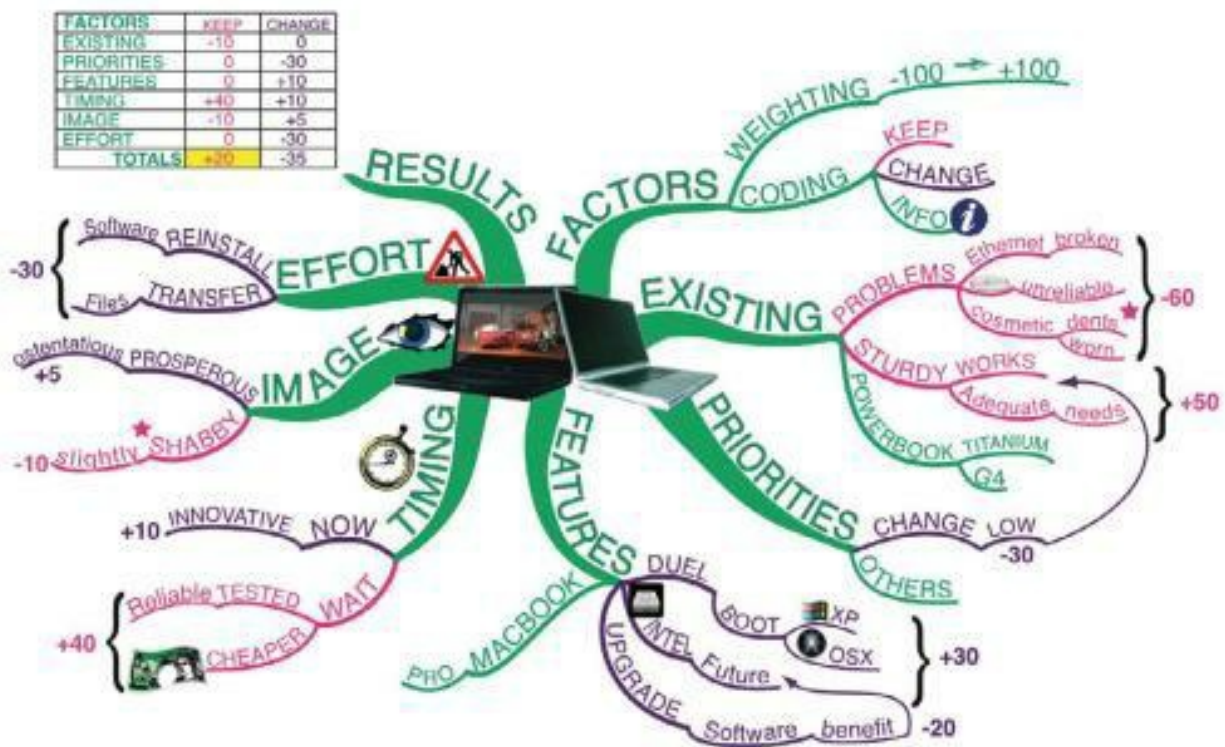 FACTORS KEEP CHANGE
EXISTING -10 0
PRIORITIES 0 -30
FEATURES 0 +10
TIMING +40 +10
IMAGE -10 +5
EFFORT 0 -30
TOTALS +20 -35
RESULTS
FACTORS
WEIGHTING -100 → +100
CODING
KEEP
CHANGE
INFO
i
EXISTING
PROBLEMS
Ethernet broken
unreliable
cosmetic dents
worn
-60
STURDY WORKS
Adequate needs
+50
POWERBOOK TITANIUM
G4
PRIORITIES
CHANGE LOW
-30
OTHERS
FEATURES
DUEL
BOOT
XP
OSX
INTEL Future
+30
UPGRADE Software benefit
-20
MACBOOK
PRO
TIMING
NOW
INNOVATIVE
+10
WAIT
TESTED
Reliable
CHEAPER
+40
IMAGE
PROSPEROUS
ostentatious
+5
SHABBY
slightly
-10
EFFORT
REINSTALL
Software
TRANSFER
Files
-30